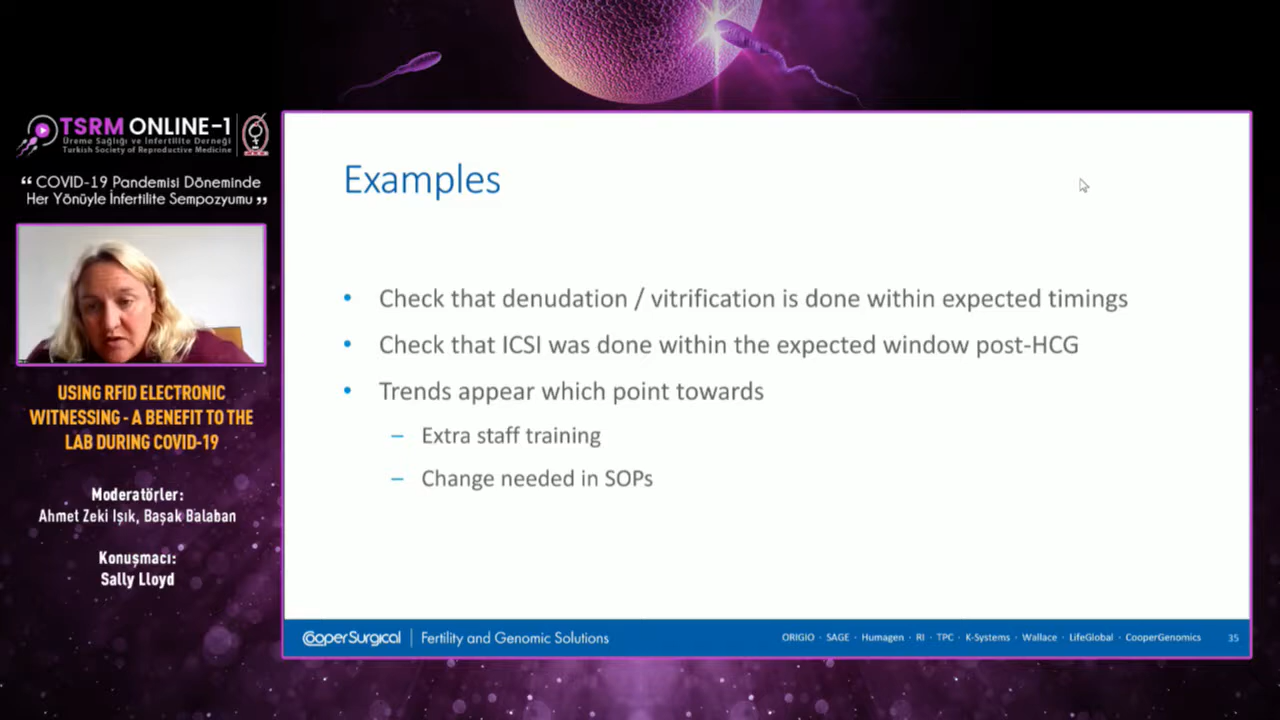 TSRM ONLINE-1
Üreme Sağlığı ve İnfertilite Derneği
Turkish Society of Reproductive Medicine
“ COVID-19 Pandemisi Döneminde
Her Yönüyle İnfertilite Sempozyumu ”
USING RFID ELECTRONIC
WITNESSING - A BENEFIT TO THE
LAB DURING COVID-19
Moderatörler:
Ahmet Zeki Işık, Başak Balaban
Konuşmacı:
Sally Lloyd
Examples
• Check that denudation / vitrification is done within expected timings
• Check that ICSI was done within the expected window post-HCG
• Trends appear which point towards
– Extra staff training
– Change needed in SOPs
CooperSurgical | Fertility and Genomic Solutions
ORIGIO · SAGE · Humagen · RI · TPC · K-Systems · Wallace · LifeGlobal · CooperGenomics
35